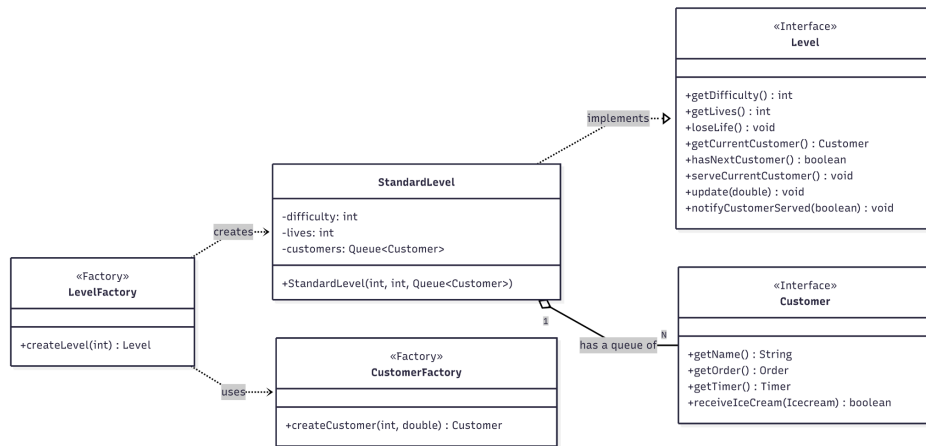 «Interface»
Level
+getDifficulty() : int
+getLives() : int
+loseLife() : void
+getCurrentCustomer() : Customer
+hasNextCustomer() : boolean
+serveCurrentCustomer() : void
+update(double) : void
+notifyCustomerServed(boolean) : void
implements
StandardLevel
-difficulty: int
-lives: int
-customers: Queue<Customer>
+StandardLevel(int, int, Queue<Customer>)
creates
«Factory»
LevelFactory
+createLevel(int) : Level
uses
«Factory»
CustomerFactory
+createCustomer(int, double) : Customer
1
has a queue of
N
«Interface»
Customer
+getName() : String
+getOrder() : Order
+getTimer() : Timer
+receiveIceCream(Icecream) : boolean